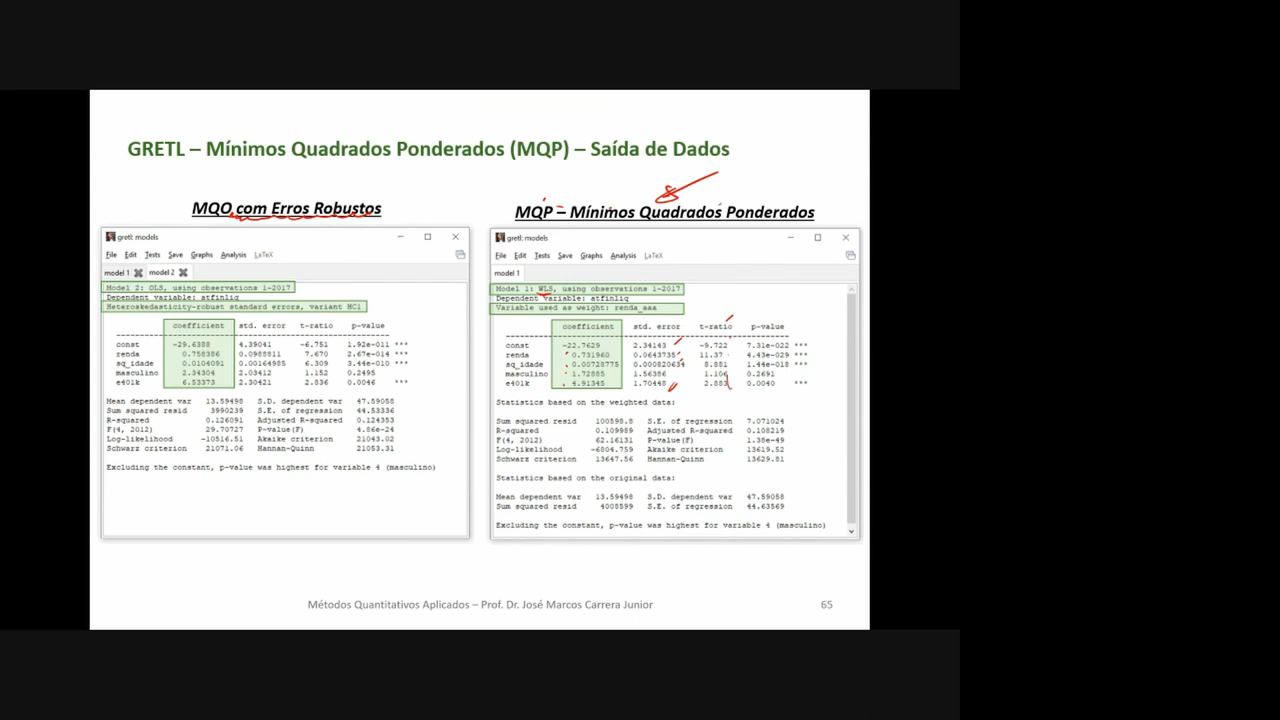 GRETL – Mínimos Quadrados Ponderados (MQP) – Saída de Dados
MQO com Erros Robustos
gretl: models
File Edit Tests Save Graphs Analysis LaTeX
model 1 model 2
Model 2: OLS, using observations 1-2017
Dependent variable: atfinliq
Heteroskedasticity-robust standard errors, variant HC1
coefficient std. error t-ratio p-value
const -29.6388 4.39041 -6.751 1.92e-011 ***
renda 0.758386 0.0988811 7.670 2.67e-014 ***
sq_idade 0.0104091 0.00164985 6.309 3.44e-010 ***
masculino 2.34304 2.03412 1.152 0.2495
e401k 6.53373 2.30421 2.836 0.0046 ***
Mean dependent var 13.59498 S.D. dependent var 47.59058
Sum squared resid 3990239 S.E. of regression 44.53336
R-squared 0.126091 Adjusted R-squared 0.124353
F(4, 2012) 29.70727 P-value(F) 4.86e-24
Log-likelihood -10516.51 Akaike criterion 21043.02
Schwarz criterion 21071.06 Hannan-Quinn 21053.31
Excluding the constant, p-value was highest for variable 4 (masculino)
MQP – Mínimos Quadrados Ponderados
gretl: models
File Edit Tests Save Graphs Analysis LaTeX
model 1
Model 1: WLS, using observations 1-2017
Dependent variable: atfinliq
Variable used as weight: renda_aaa
coefficient std. error t-ratio p-value
const -22.7629 2.34143 -9.722 7.31e-022 ***
renda 0.731960 0.0643735 11.37 4.43e-029 ***
sq_idade 0.00728775 0.000820634 8.881 1.44e-018 ***
masculino 1.72885 1.56386 1.106 0.2691
e401k 4.91345 1.70448 2.883 0.0040 ***
Statistics based on the weighted data:
Sum squared resid 100598.8 S.E. of regression 7.071024
R-squared 0.109989 Adjusted R-squared 0.108219
F(4, 2012) 62.16131 P-value(F) 1.38e-49
Log-likelihood -6804.759 Akaike criterion 13619.52
Schwarz criterion 13647.56 Hannan-Quinn 13629.81
Statistics based on the original data:
Mean dependent var 13.59498 S.D. dependent var 47.59058
Sum squared resid 4008599 S.E. of regression 44.63569
Excluding the constant, p-value was highest for variable 4 (masculino)
Métodos Quantitativos Aplicados – Prof. Dr. José Marcos Carrera Junior
65